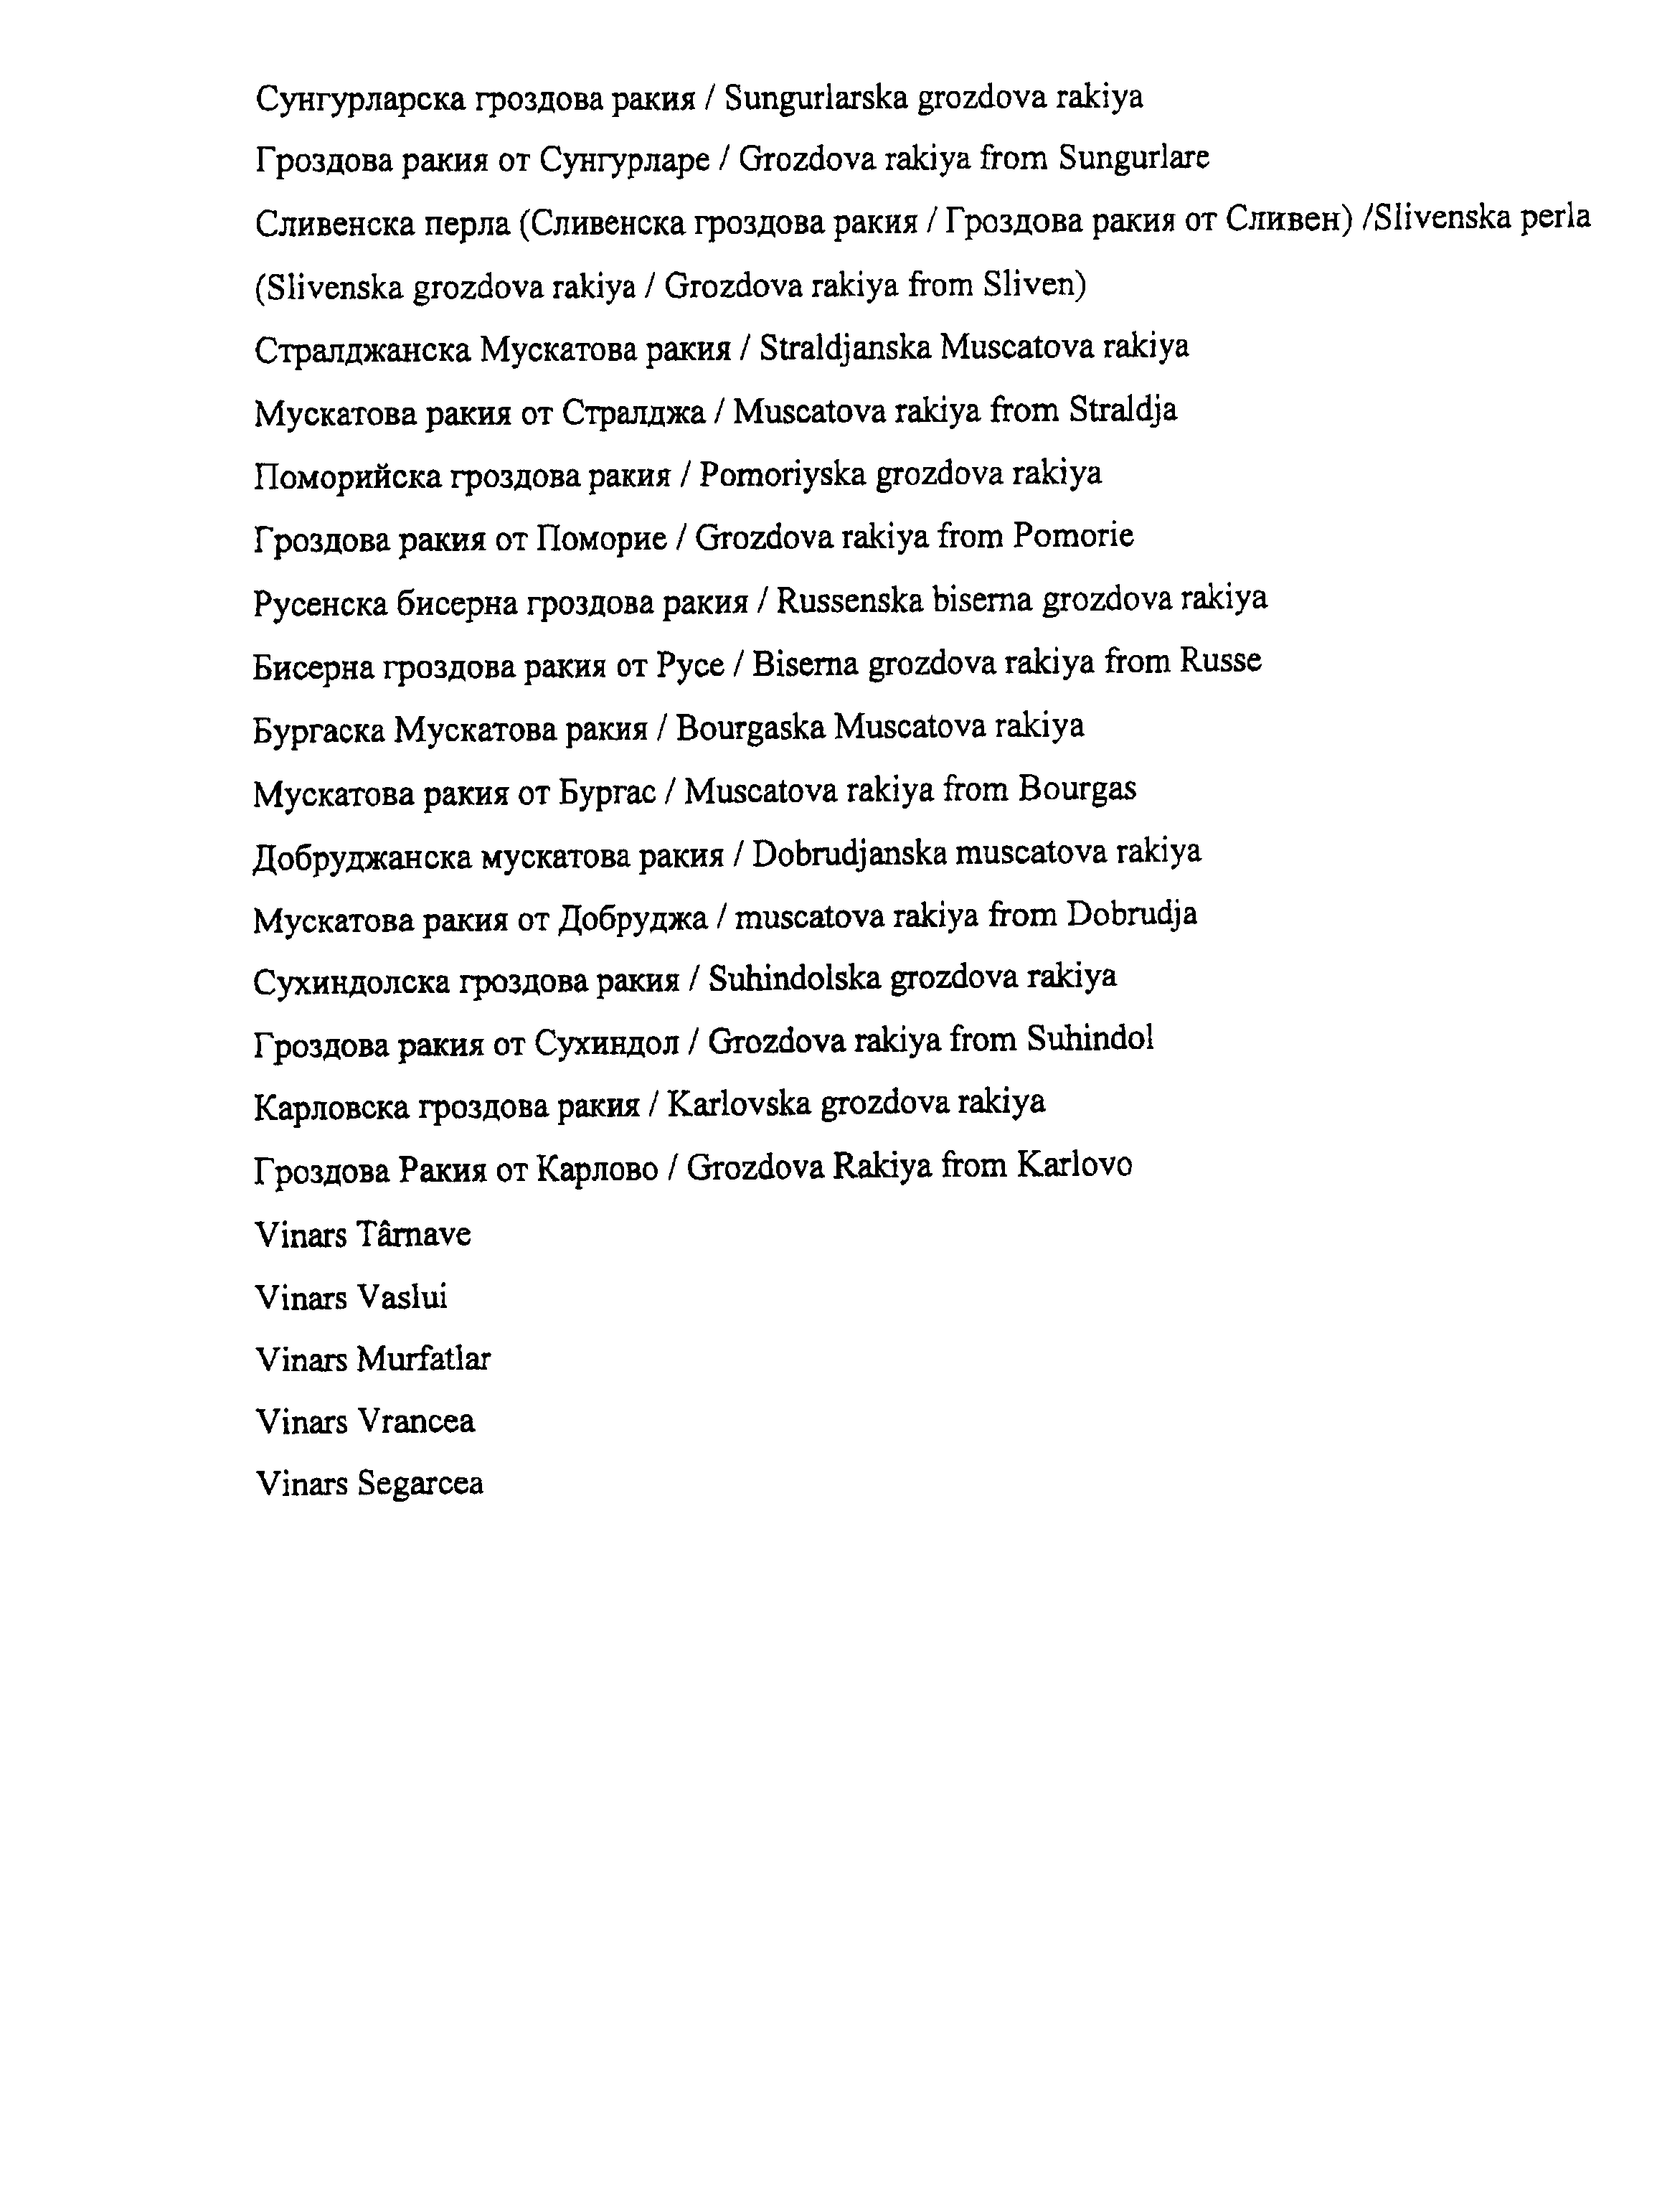 Сунгурларска гроздова ракия / Sungurlarska grozdova rakiya
Гроздова ракия от Сунгурларе / Grozdova rakiya from Sungurlare
Сливенска перла (Сливенска гроздова ракия / Гроздова ракия от Сливен) /Slivenska perla
(Slivenska grozdova rakiya / Grozdova rakiya from Sliven)
Стралджанска Мускатова ракия / Straldjanska Muscatova rakiya
Мускатова ракия от Стралджа / Muscatova rakiya from Straldja
Поморийска гроздова ракия / Pomoriyska grozdova rakiya
Гроздова ракия от Поморие / Grozdova rakiya from Pomorie
Русенска бисерна гроздова ракия / Russenska biserna grozdova rakiya
Бисерна гроздова ракия от Русе / Biserna grozdova rakiya from Russe
Бургаска Мускатова ракия / Bourgaska Muscatova rakiya
Мускатова ракия от Бургас / Muscatova rakiya from Bourgas
Добруджанска мускатова ракия / Dobrudjanska muscatova rakiya
Мускатова ракия от Добруджа / muscatova rakiya from Dobrudja
Сухиндолска гроздова ракия / Suhindolska grozdova rakiya
Гроздова ракия от Сухиндол / Grozdova rakiya from Suhindol
Карловска гроздова ракия / Karlovska grozdova rakiya
Гроздова Ракия от Карлово / Grozdova Rakiya from Karlovo
Vinars Târnave
Vinars Vaslui
Vinars Murfatlar
Vinars Vrancea
Vinars Segarcea